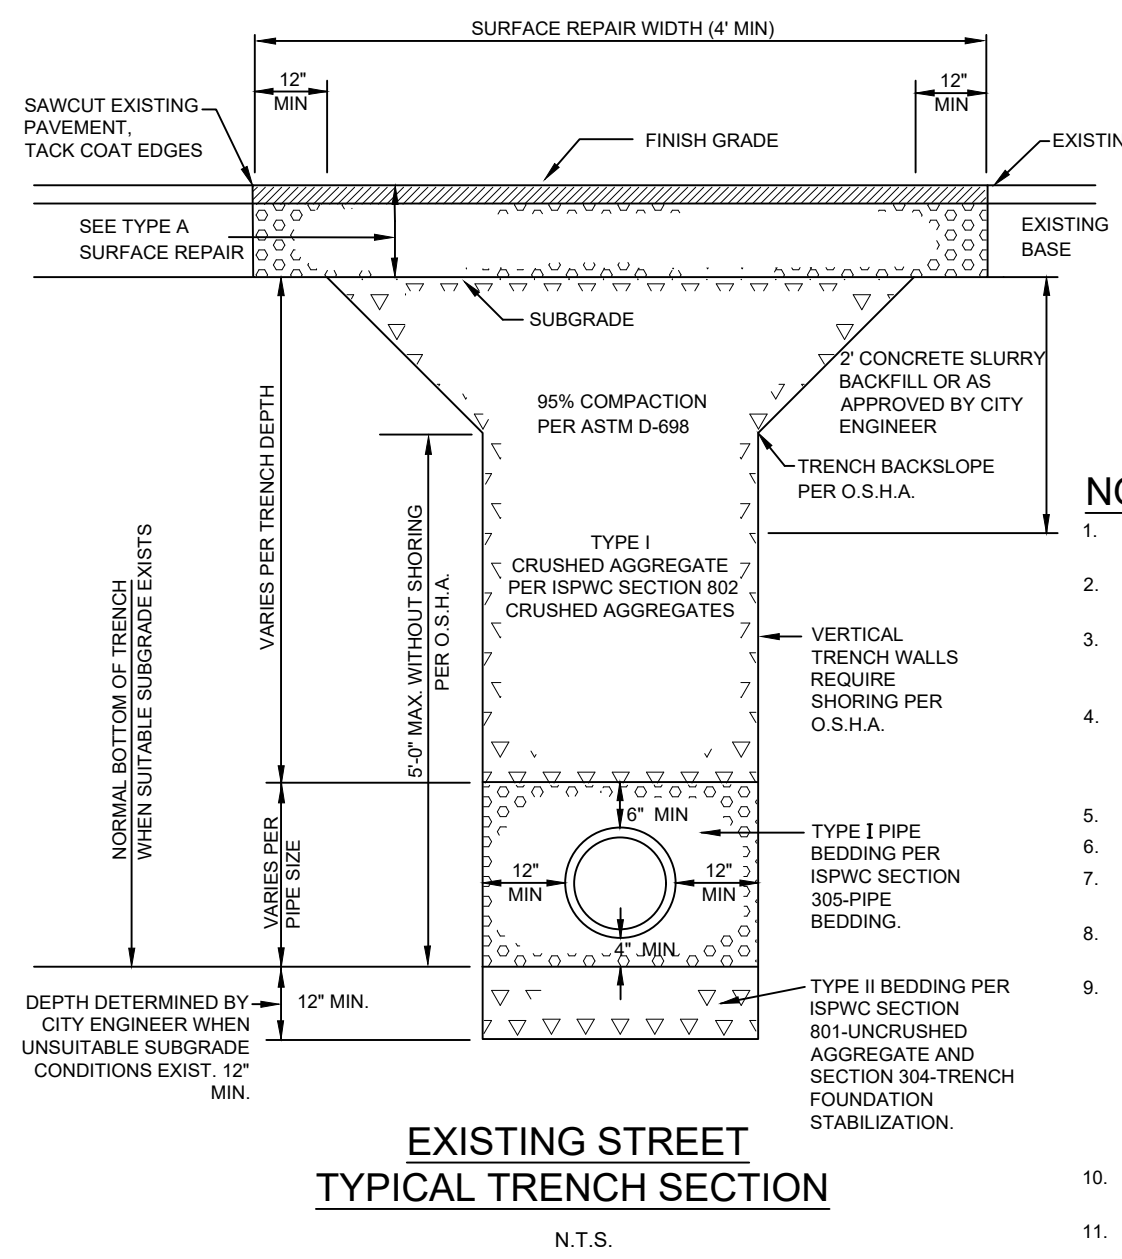 SURFACE REPAIR WIDTH (4' MIN)
12"
MIN
12"
MIN
SAWCUT EXISTING
PAVEMENT,
TACK COAT EDGES
FINISH GRADE
SEE TYPE A
SURFACE REPAIR
EXISTING
BASE
SUBGRADE
2' CONCRETE SLURRY
BACKFILL OR AS
APPROVED BY CITY
ENGINEER
95% COMPACTION
PER ASTM D-698
TRENCH BACKSLOPE
PER O.S.H.A.
VARIES PER TRENCH DEPTH
NORMAL BOTTOM OF TRENCH
WHEN SUITABLE SUBGRADE EXISTS
5'-0" MAX. WITHOUT SHORING
PER O.S.H.A.
TYPE I
CRUSHED AGGREGATE
PER ISPWC SECTION 802
CRUSHED AGGREGATES
VERTICAL
TRENCH WALLS
REQUIRE
SHORING PER
O.S.H.A.
VARIES PER
PIPE SIZE
6" MIN
12"
MIN
12"
MIN
4" MIN
TYPE I PIPE
BEDDING PER
ISPWC SECTION
305-PIPE
BEDDING.
DEPTH DETERMINED BY
CITY ENGINEER WHEN
UNSUITABLE SUBGRADE
CONDITIONS EXIST. 12"
MIN.
12" MIN.
TYPE II BEDDING PER
ISPWC SECTION
801-UNCRUSHED
AGGREGATE AND
SECTION 304-TRENCH
FOUNDATION
STABILIZATION.
1.
2.
3.
4.
5.
6.
7.
8.
9.
10.
11.
EXISTING STREET
TYPICAL TRENCH SECTION
N.T.S.